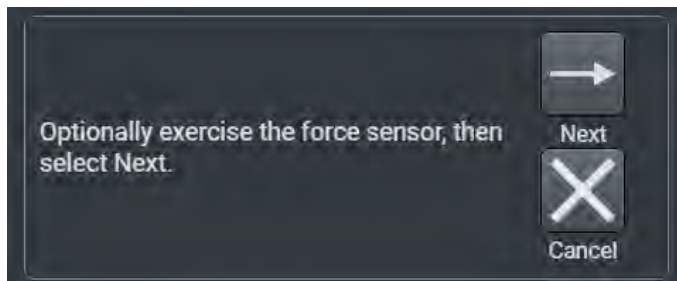 Optionally exercise the force sensor, then
select Next.
Next
Cancel